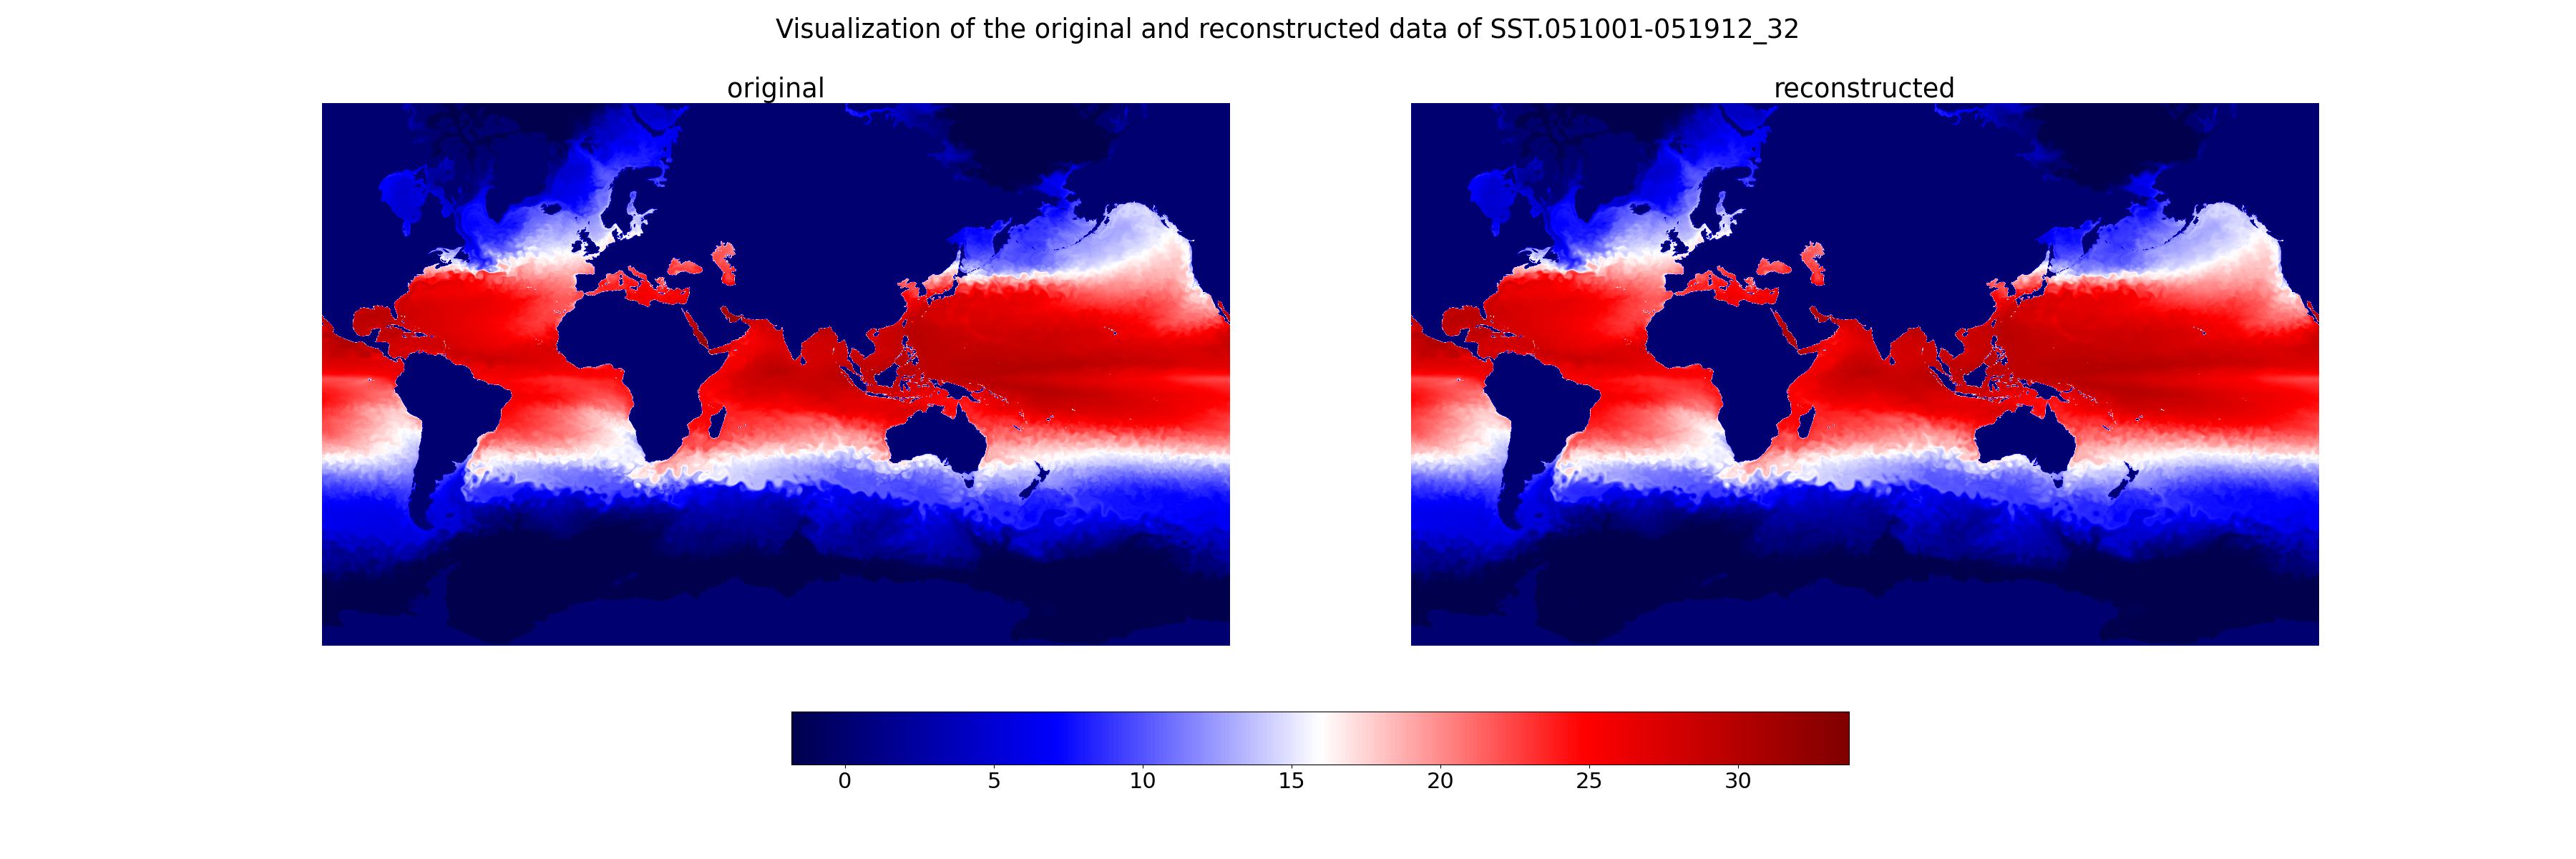 Visualization of the original and reconstructed data of SST.051001-051912_32
original
reconstructed
0 5 10 15 20 25 30